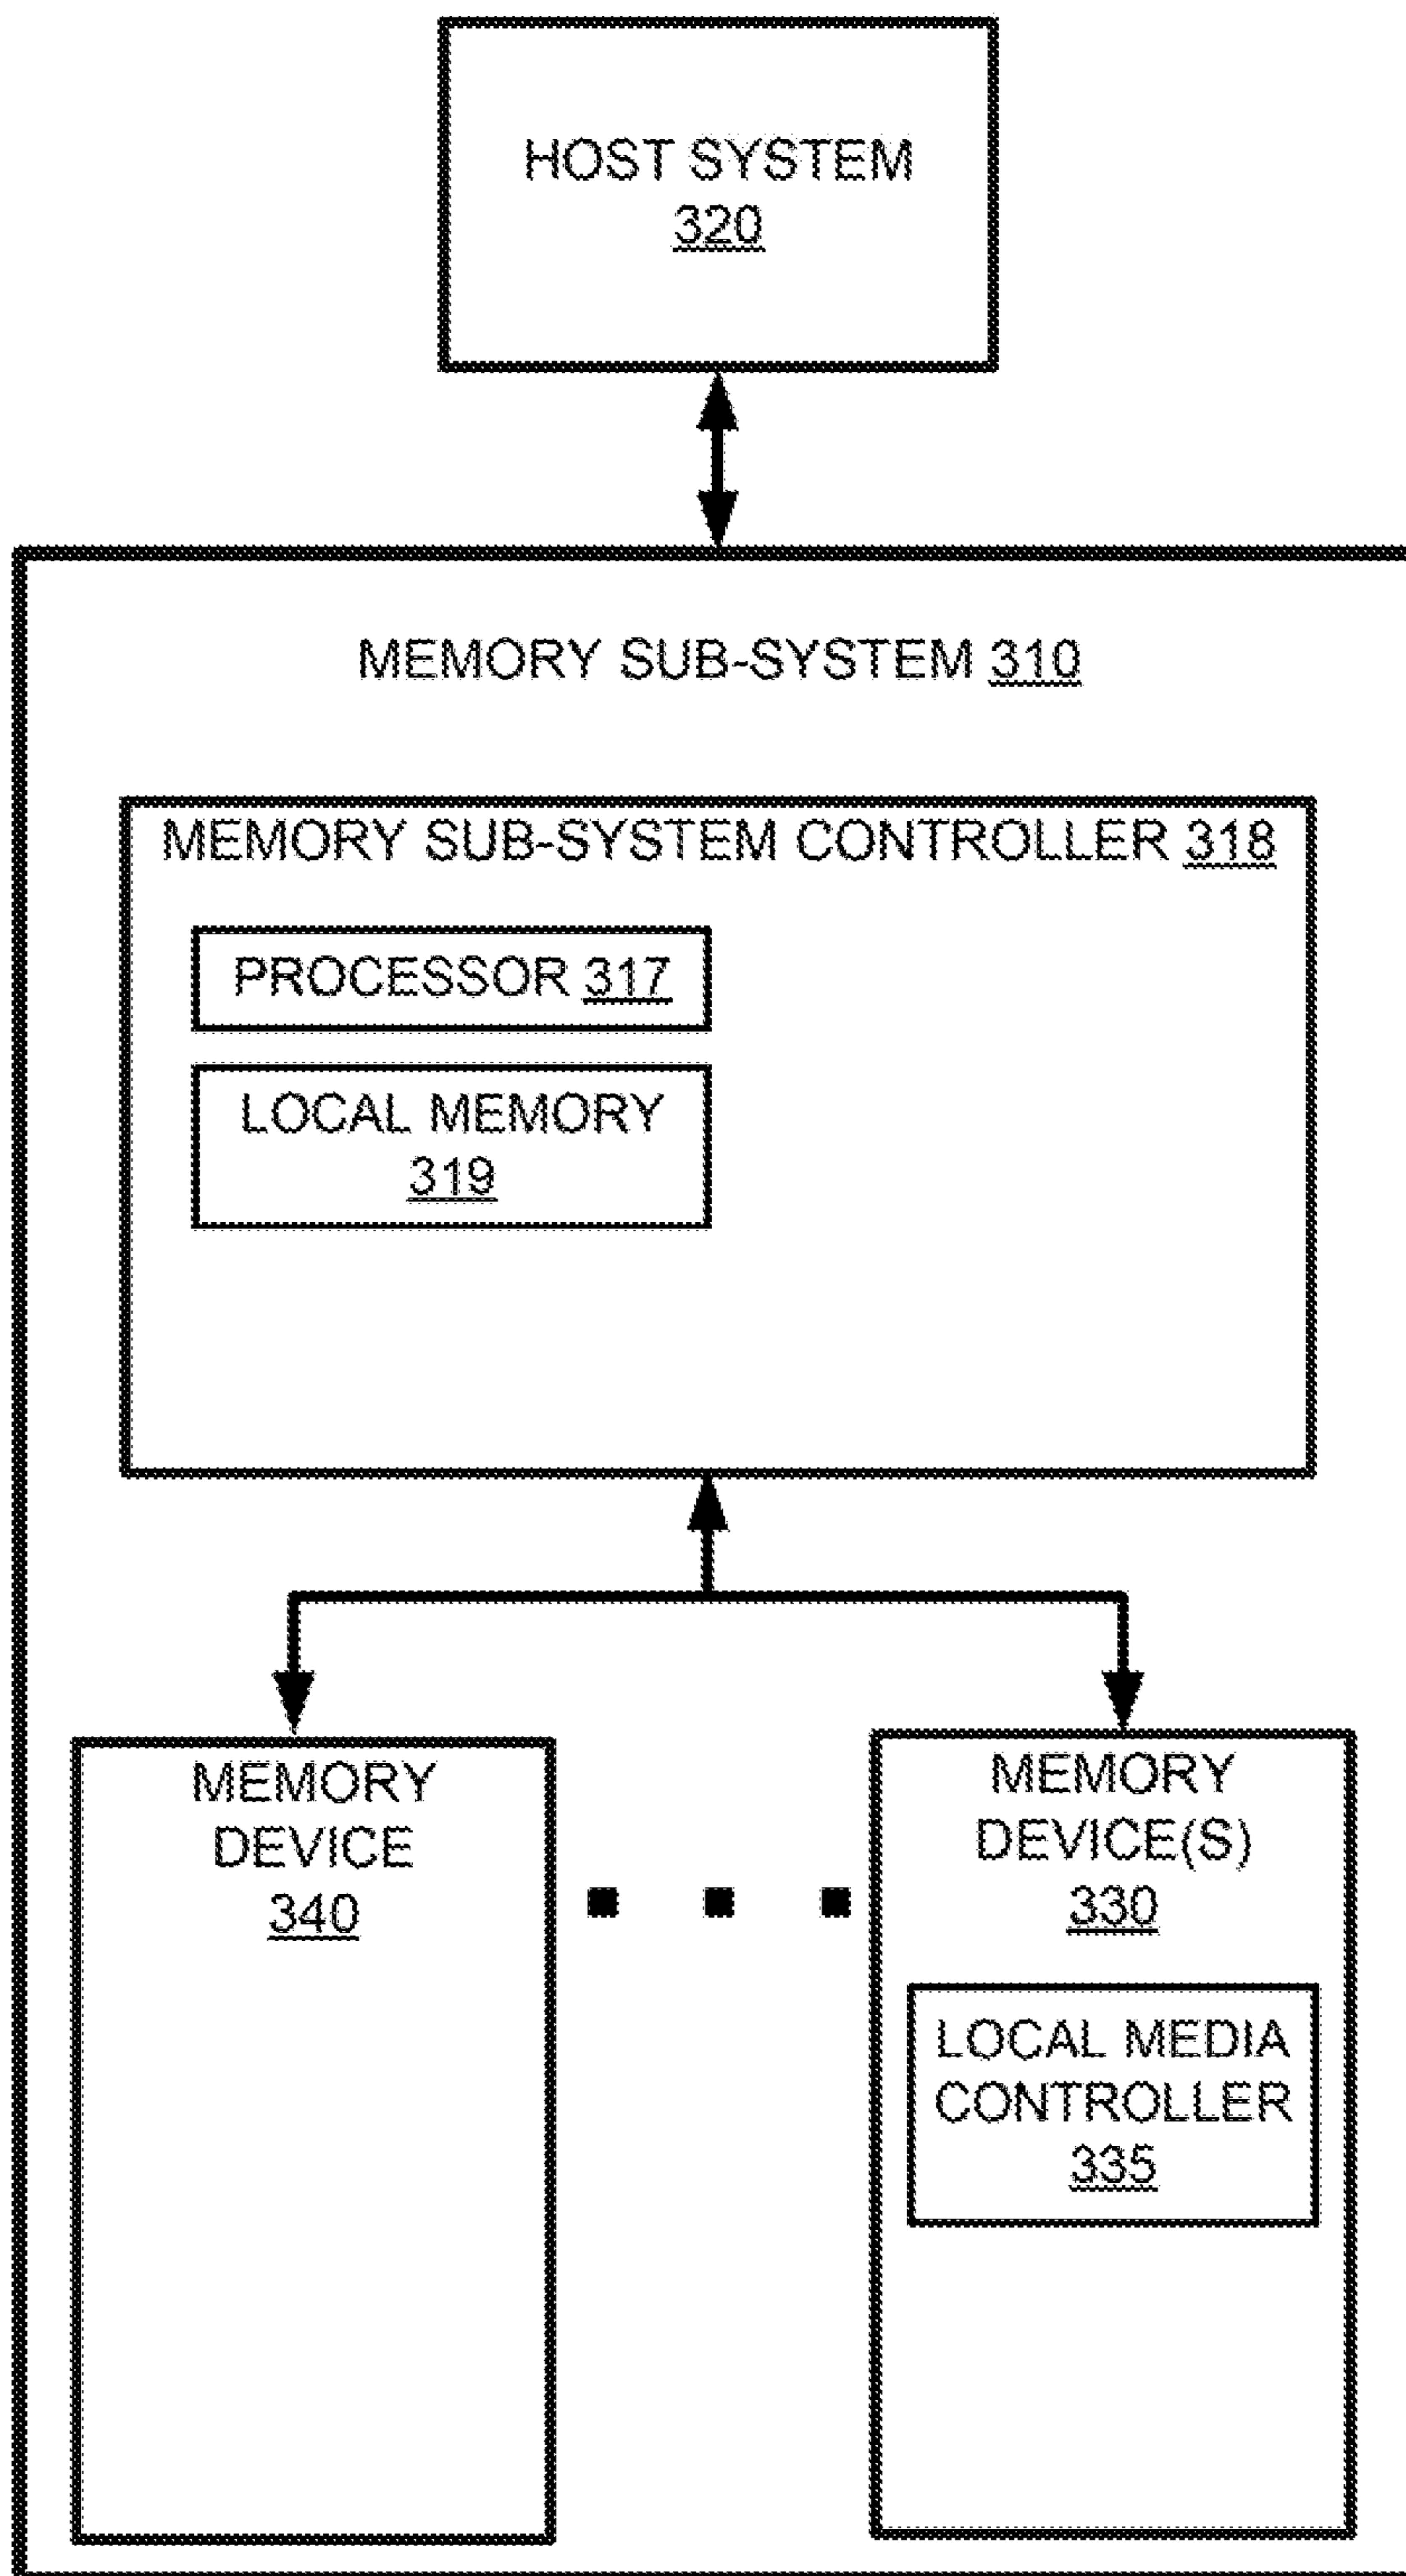 HOST SYSTEM
320
MEMORY SUB-SYSTEM 310
MEMORY SUB-SYSTEM CONTROLLER 318
PROCESSOR 317
LOCAL MEMORY
319
MEMORY
DEVICE
340
MEMORY
DEVICE(S)
330
LOCAL MEDIA
CONTROLLER
335